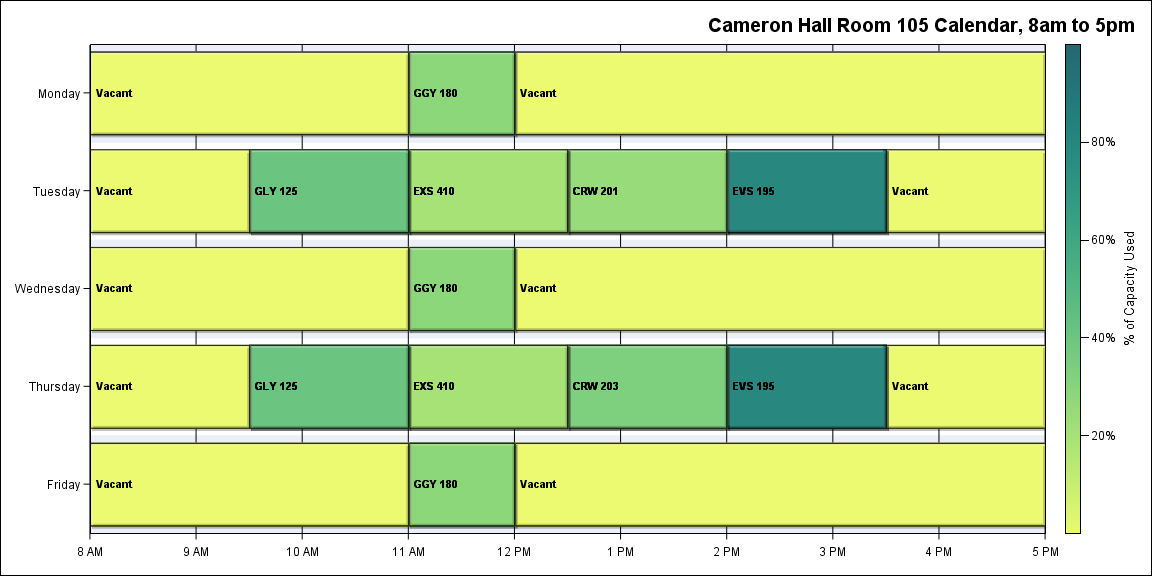 Cameron Hall Room 105 Calendar, 8am to 5pm
Monday
Vacant
GGY 180
Vacant
Tuesday
Vacant
GLY 125
EXS 410
CRW 201
EVS 195
Vacant
Wednesday
Vacant
GGY 180
Vacant
Thursday
Vacant
GLY 125
EXS 410
CRW 203
EVS 195
Vacant
Friday
Vacant
GGY 180
Vacant
8 AM
9 AM
10 AM
11 AM
12 PM
1 PM
2 PM
3 PM
4 PM
5 PM
80%
60%
40%
20%
% of Capacity Used